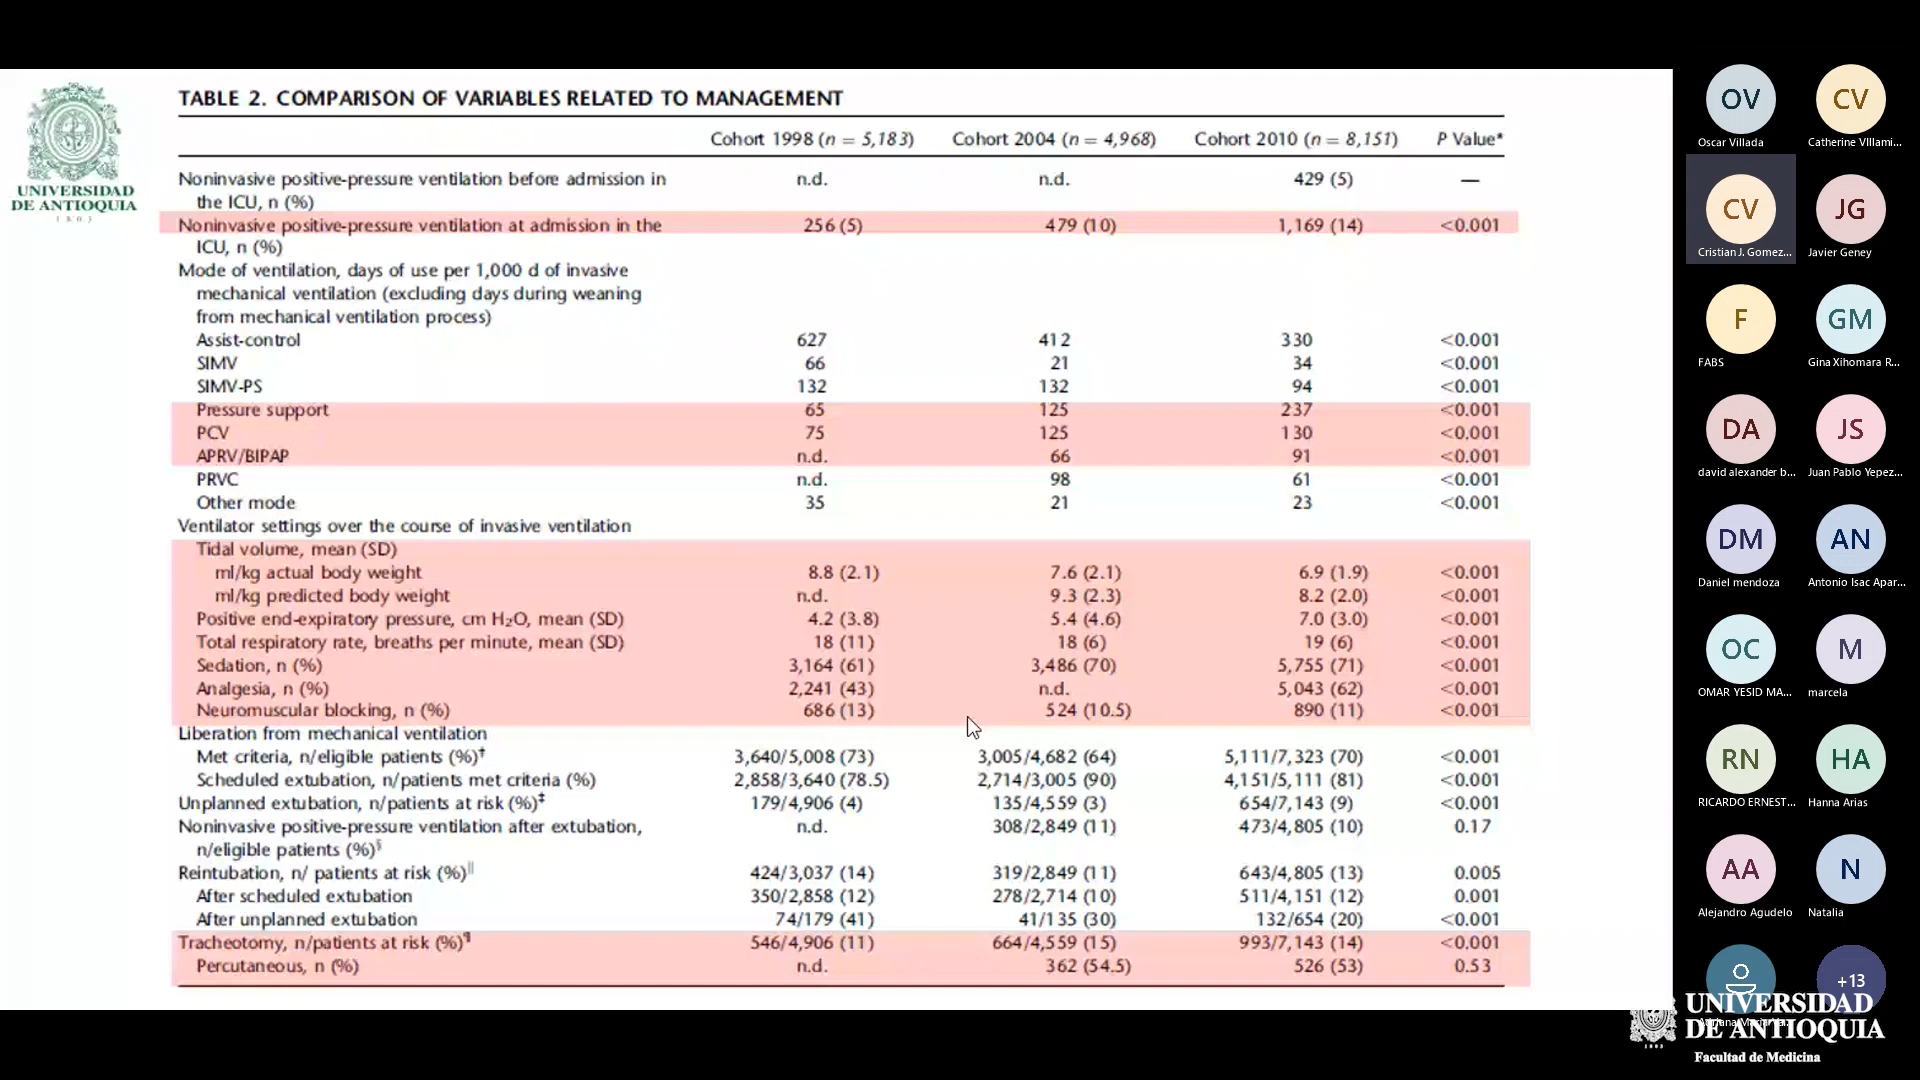 UNIVERSIDAD
DE ANTIOQUIA
1803
TABLE 2. COMPARISON OF VARIABLES RELATED TO MANAGEMENT
Cohort 1998 (n = 5,183) Cohort 2004 (n = 4,968) Cohort 2010 (n = 8,151) P Value*
Noninvasive positive-pressure ventilation before admission in n.d. n.d. 429 (5) —
the ICU, n (%)
Noninvasive positive-pressure ventilation at admission in the 256 (5) 479 (10) 1,169 (14) <0.001
ICU, n (%)
Mode of ventilation, days of use per 1,000 d of invasive
mechanical ventilation (excluding days during weaning
from mechanical ventilation process)
Assist-control 627 412 330 <0.001
SIMV 66 21 34 <0.001
SIMV-PS 132 132 94 <0.001
Pressure support 65 125 237 <0.001
PCV 75 125 130 <0.001
APRV/BIPAP n.d. 66 91 <0.001
PRVC n.d. 98 61 <0.001
Other mode 35 21 23 <0.001
Ventilator settings over the course of invasive ventilation
Tidal volume, mean (SD)
ml/kg actual body weight 8.8 (2.1) 7.6 (2.1) 6.9 (1.9) <0.001
ml/kg predicted body weight n.d. 9.3 (2.3) 8.2 (2.0) <0.001
Positive end-expiratory pressure, cm H₂O, mean (SD) 4.2 (3.8) 5.4 (4.6) 7.0 (3.0) <0.001
Total respiratory rate, breaths per minute, mean (SD) 18 (11) 18 (6) 19 (6) <0.001
Sedation, n (%) 3,164 (61) 3,486 (70) 5,755 (71) <0.001
Analgesia, n (%) 2,241 (43) n.d. 5,043 (62) <0.001
Neuromuscular blocking, n (%) 686 (13) 524 (10.5) 890 (11) <0.001
Liberation from mechanical ventilation
Met criteria, n/eligible patients (%)† 3,640/5,008 (73) 3,005/4,682 (64) 5,111/7,323 (70) <0.001
Scheduled extubation, n/patients met criteria (%) 2,858/3,640 (78.5) 2,714/3,005 (90) 4,151/5,111 (81) <0.001
Unplanned extubation, n/patients at risk (%)‡ 179/4,906 (4) 135/4,559 (3) 654/7,143 (9) <0.001
Noninvasive positive-pressure ventilation after extubation, n.d. 308/2,849 (11) 473/4,805 (10) 0.17
n/eligible patients (%)§
Reintubation, n/ patients at risk (%)‖ 424/3,037 (14) 319/2,849 (11) 643/4,805 (13) 0.005
After scheduled extubation 350/2,858 (12) 278/2,714 (10) 511/4,151 (12) 0.001
After unplanned extubation 74/179 (41) 41/135 (30) 132/654 (20) <0.001
Tracheotomy, n/patients at risk (%)¶ 546/4,906 (11) 664/4,559 (15) 993/7,143 (14) <0.001
Percutaneous, n (%) n.d. 362 (54.5) 526 (53) 0.53
OV CV
Oscar Villada Catherine VIllami...
CV JG
Cristian J. Gomez... Javier Geney
F GM
FABS Gina Xihomara R...
DA JS
david alexander b... Juan Pablo Yepez...
DM AN
Daniel mendoza Antonio Isac Apar...
OC M
OMAR YESID MA... marcela
RN HA
RICARDO ERNEST... Hanna Arias
AA N
Alejandro Agudelo Natalia
+13
UNIVERSIDAD
DE ANTIOQUIA
1803
Facultad de Medicina